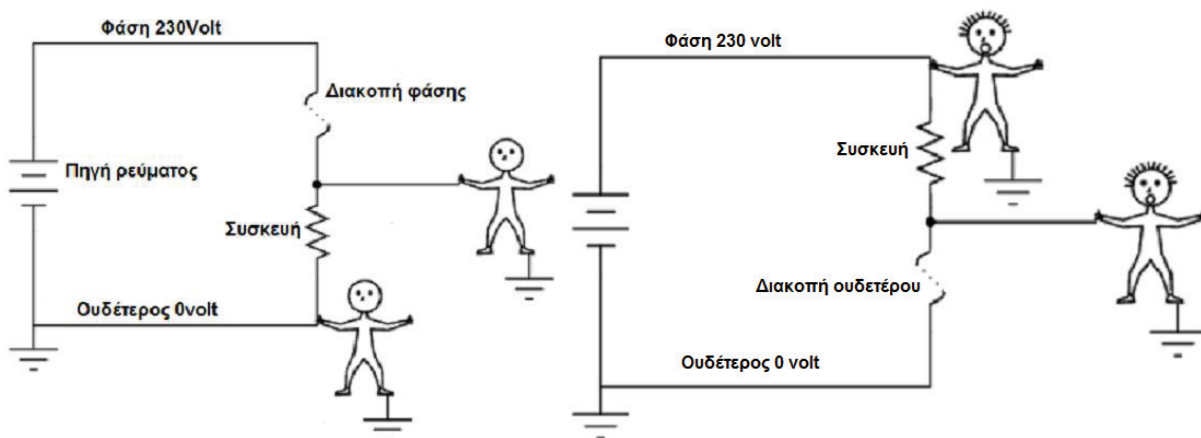 Φάση 230Volt
Διακοπή φάσης
Πηγή ρεύματος
Συσκευή
Ουδέτερος 0volt
Φάση 230 volt
Συσκευή
Διακοπή ουδετέρου
Ουδέτερος 0 volt